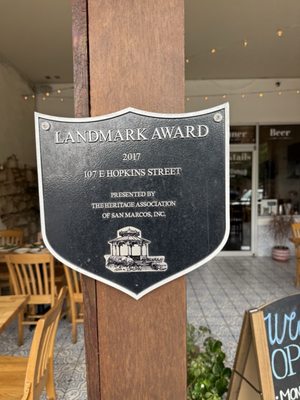 LANDMARK AWARD
2017
107 E HOPKINS STREET
PRESENTED BY
THE HERITAGE ASSOCIATION
OF SAN MARCOS, INC.
Beer